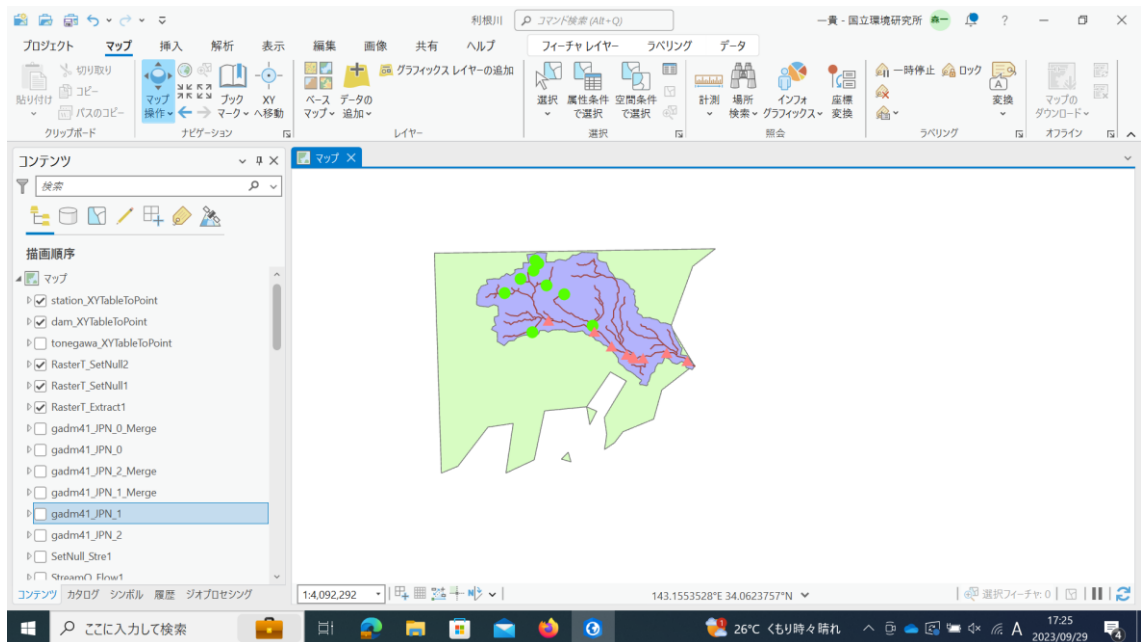 利根川
コマンド検索 (Alt+Q)
一貴 - 国立環境研究所 森一 ?
プロジェクト マップ 挿入 解析 表示 編集 画像 共有 ヘルプ フィーチャ レイヤー ラベリング データ
貼り付け
切り取り
コピー
パスのコピー
クリップボード
マップ操作
ブックマーク
XYへ移動
ナビゲーション
ベースマップ
データの追加
グラフィックス レイヤーの追加
レイヤー
選択
属性条件で選択
空間条件で選択
選択
計測
場所検索
インフォグラフィックス
座標変換
照会
一時停止 ロック
変換
ラベリング
マップのダウンロード
オフライン
コンテンツ
マップ
検索
描画順序
マップ
station_XYTableToPoint
dam_XYTableToPoint
tonegawa_XYTableToPoint
RasterT_SetNull2
RasterT_SetNull1
RasterT_Extract1
gadm41_JPN_0_Merge
gadm41_JPN_0
gadm41_JPN_2_Merge
gadm41_JPN_1_Merge
gadm41_JPN_1
gadm41_JPN_2
SetNull_Stre1
StreamO_Flow1
コンテンツ カタログ シンボル 履歴 ジオプロセシング
1:4,092,292
143.1553528°E 34.0623757°N
選択フィーチャ: 0
ここに入力して検索
26°C くもり時々晴れ
A
17:25
2023/09/29
4